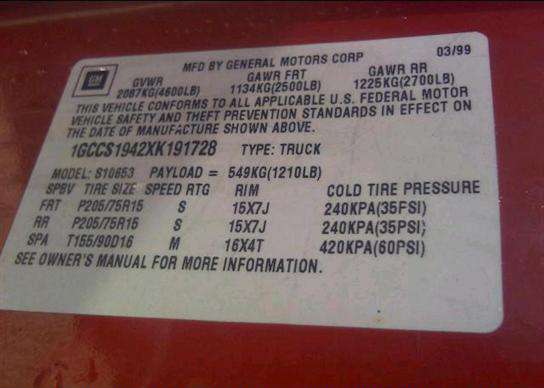 MFD BY GENERAL MOTORS CORP 03/99
GM
GVWR GAWR FRT GAWR RR
2087KG(4600LB) 1134KG(2500LB) 1225KG(2700LB)
THIS VEHICLE CONFORMS TO ALL APPLICABLE U.S. FEDERAL MOTOR
VEHICLE SAFETY AND THEFT PREVENTION STANDARDS IN EFFECT ON
THE DATE OF MANUFACTURE SHOWN ABOVE.
1GCCS1942XK191728 TYPE: TRUCK
MODEL: S10653 PAYLOAD = 549KG(1210LB)
SPBV TIRE SIZE SPEED RTG RIM COLD TIRE PRESSURE
FRT P205/75R15 S 15X7J 240KPA(35PSI)
RR P205/75R15 S 15X7J 240KPA(35PSI)
SPA T155/90D16 M 16X4T 420KPA(60PSI)
SEE OWNER'S MANUAL FOR MORE INFORMATION.